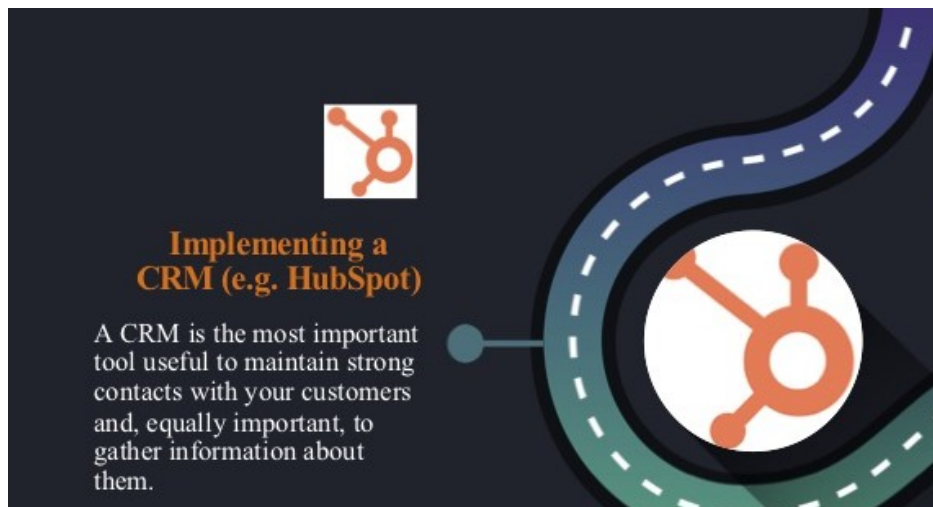 Implementing a
CRM (e.g. HubSpot)
A CRM is the most important
tool useful to maintain strong
contacts with your customers
and, equally important, to
gather information about
them.